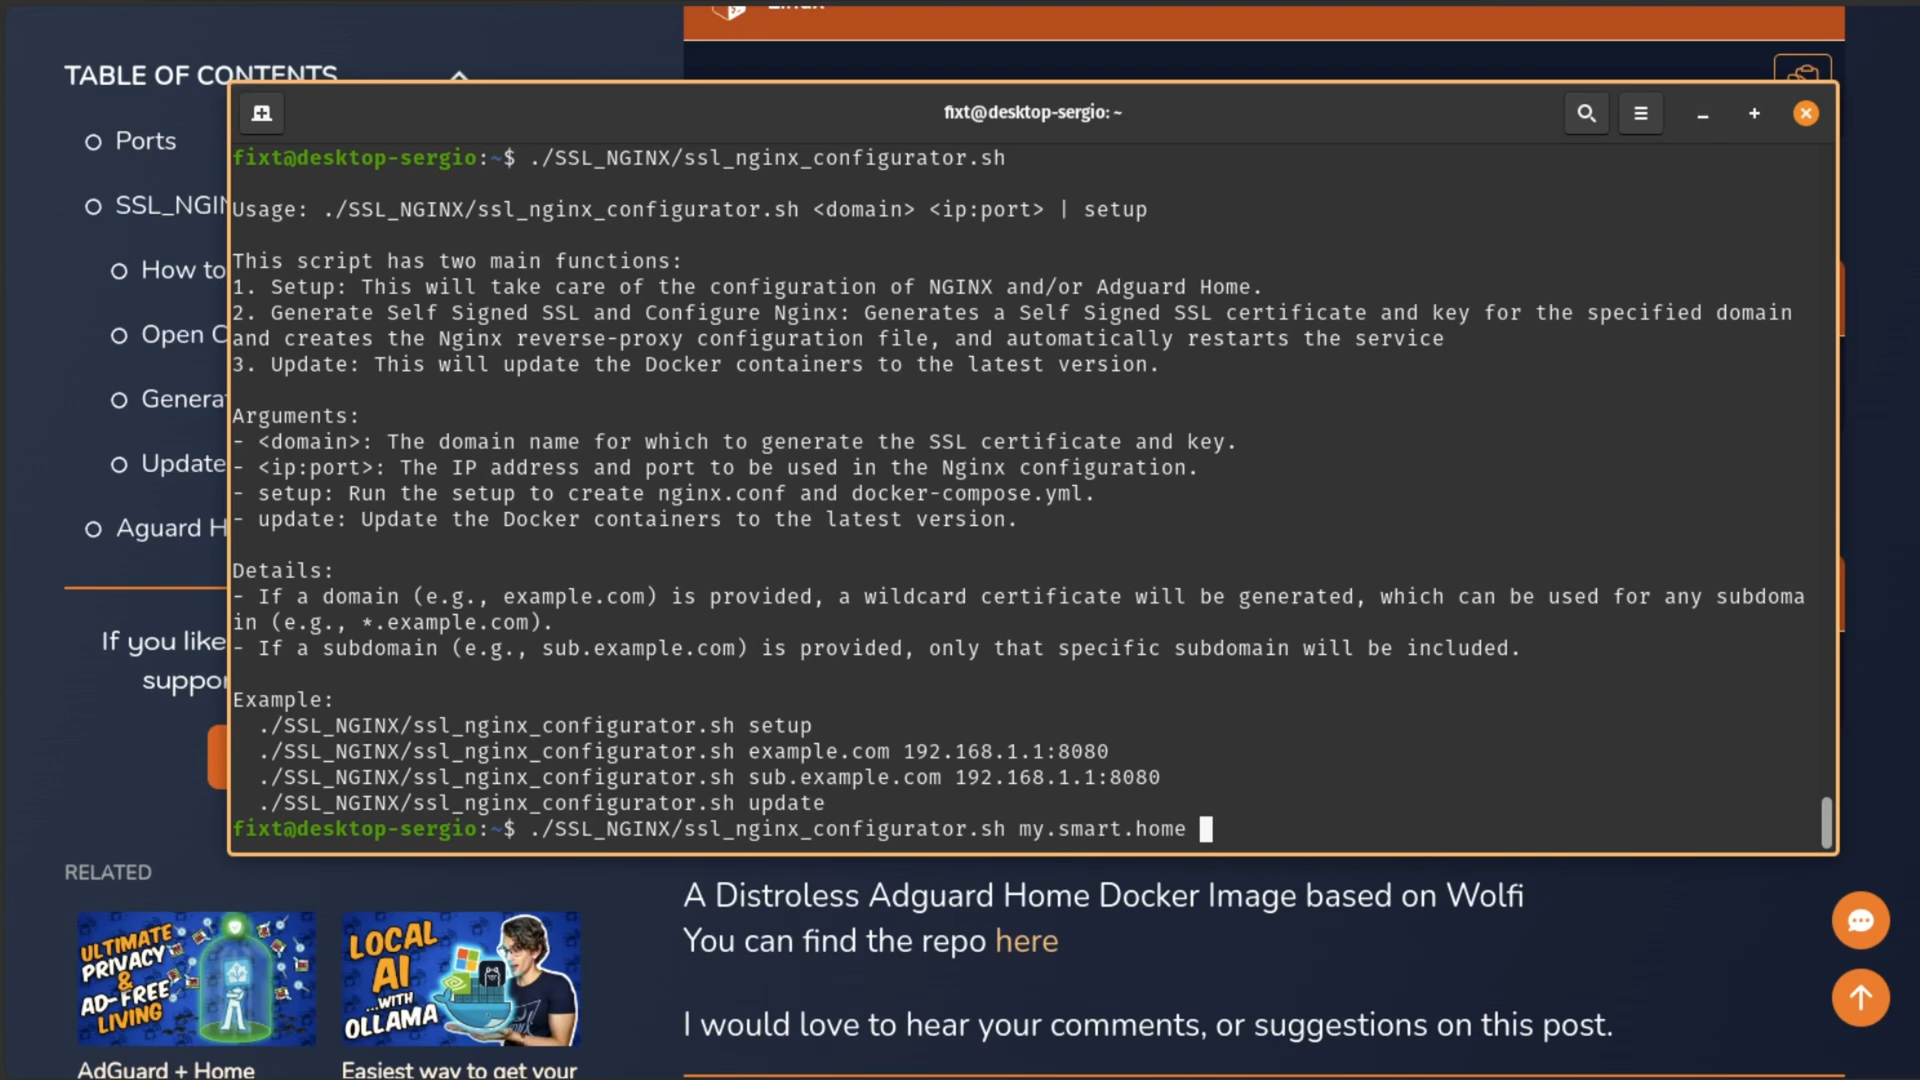 Linux
TABLE OF CONTENTS
Ports
SSL_NGIN
How to
Open C
Genera
Update
Aguard H
If you like
suppor
fixt@desktop-sergio: ~
fixt@desktop-sergio:~$ ./SSL_NGINX/ssl_nginx_configurator.sh
Usage: ./SSL_NGINX/ssl_nginx_configurator.sh <domain> <ip:port> | setup
This script has two main functions:
1. Setup: This will take care of the configuration of NGINX and/or Adguard Home.
2. Generate Self Signed SSL and Configure Nginx: Generates a Self Signed SSL certificate and key for the specified domain
and creates the Nginx reverse-proxy configuration file, and automatically restarts the service
3. Update: This will update the Docker containers to the latest version.
Arguments:
- <domain>: The domain name for which to generate the SSL certificate and key.
- <ip:port>: The IP address and port to be used in the Nginx configuration.
- setup: Run the setup to create nginx.conf and docker-compose.yml.
- update: Update the Docker containers to the latest version.
Details:
- If a domain (e.g., example.com) is provided, a wildcard certificate will be generated, which can be used for any subdoma
in (e.g., *.example.com).
- If a subdomain (e.g., sub.example.com) is provided, only that specific subdomain will be included.
Example:
./SSL_NGINX/ssl_nginx_configurator.sh setup
./SSL_NGINX/ssl_nginx_configurator.sh example.com 192.168.1.1:8080
./SSL_NGINX/ssl_nginx_configurator.sh sub.example.com 192.168.1.1:8080
./SSL_NGINX/ssl_nginx_configurator.sh update
fixt@desktop-sergio:~$ ./SSL_NGINX/ssl_nginx_configurator.sh my.smart.home
RELATED
ULTIMATE
PRIVACY
&
AD-FREE
LIVING
AdGuard + Home
LOCAL
AI
...WITH
OLLAMA
Easiest way to get your
A Distroless Adguard Home Docker Image based on Wolfi
You can find the repo here
I would love to hear your comments, or suggestions on this post.